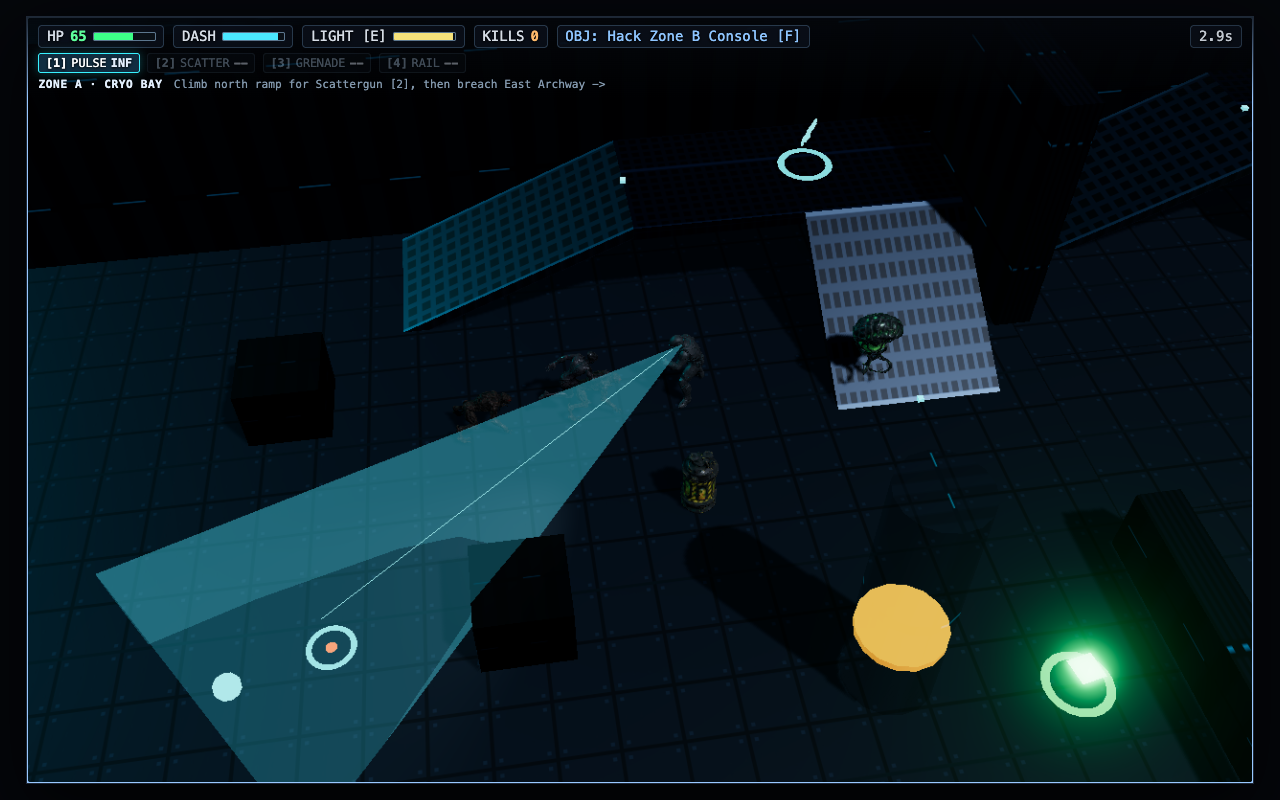 HP 65 DASH LIGHT [E] KILLS 0 OBJ: Hack Zone B Console [F] 2.9s
[1] PULSE INF [2] SCATTER —— [3] GRENADE —— [4] RAIL ——
ZONE A · CRYO BAY Climb north ramp for Scattergun [2], then breach East Archway —>